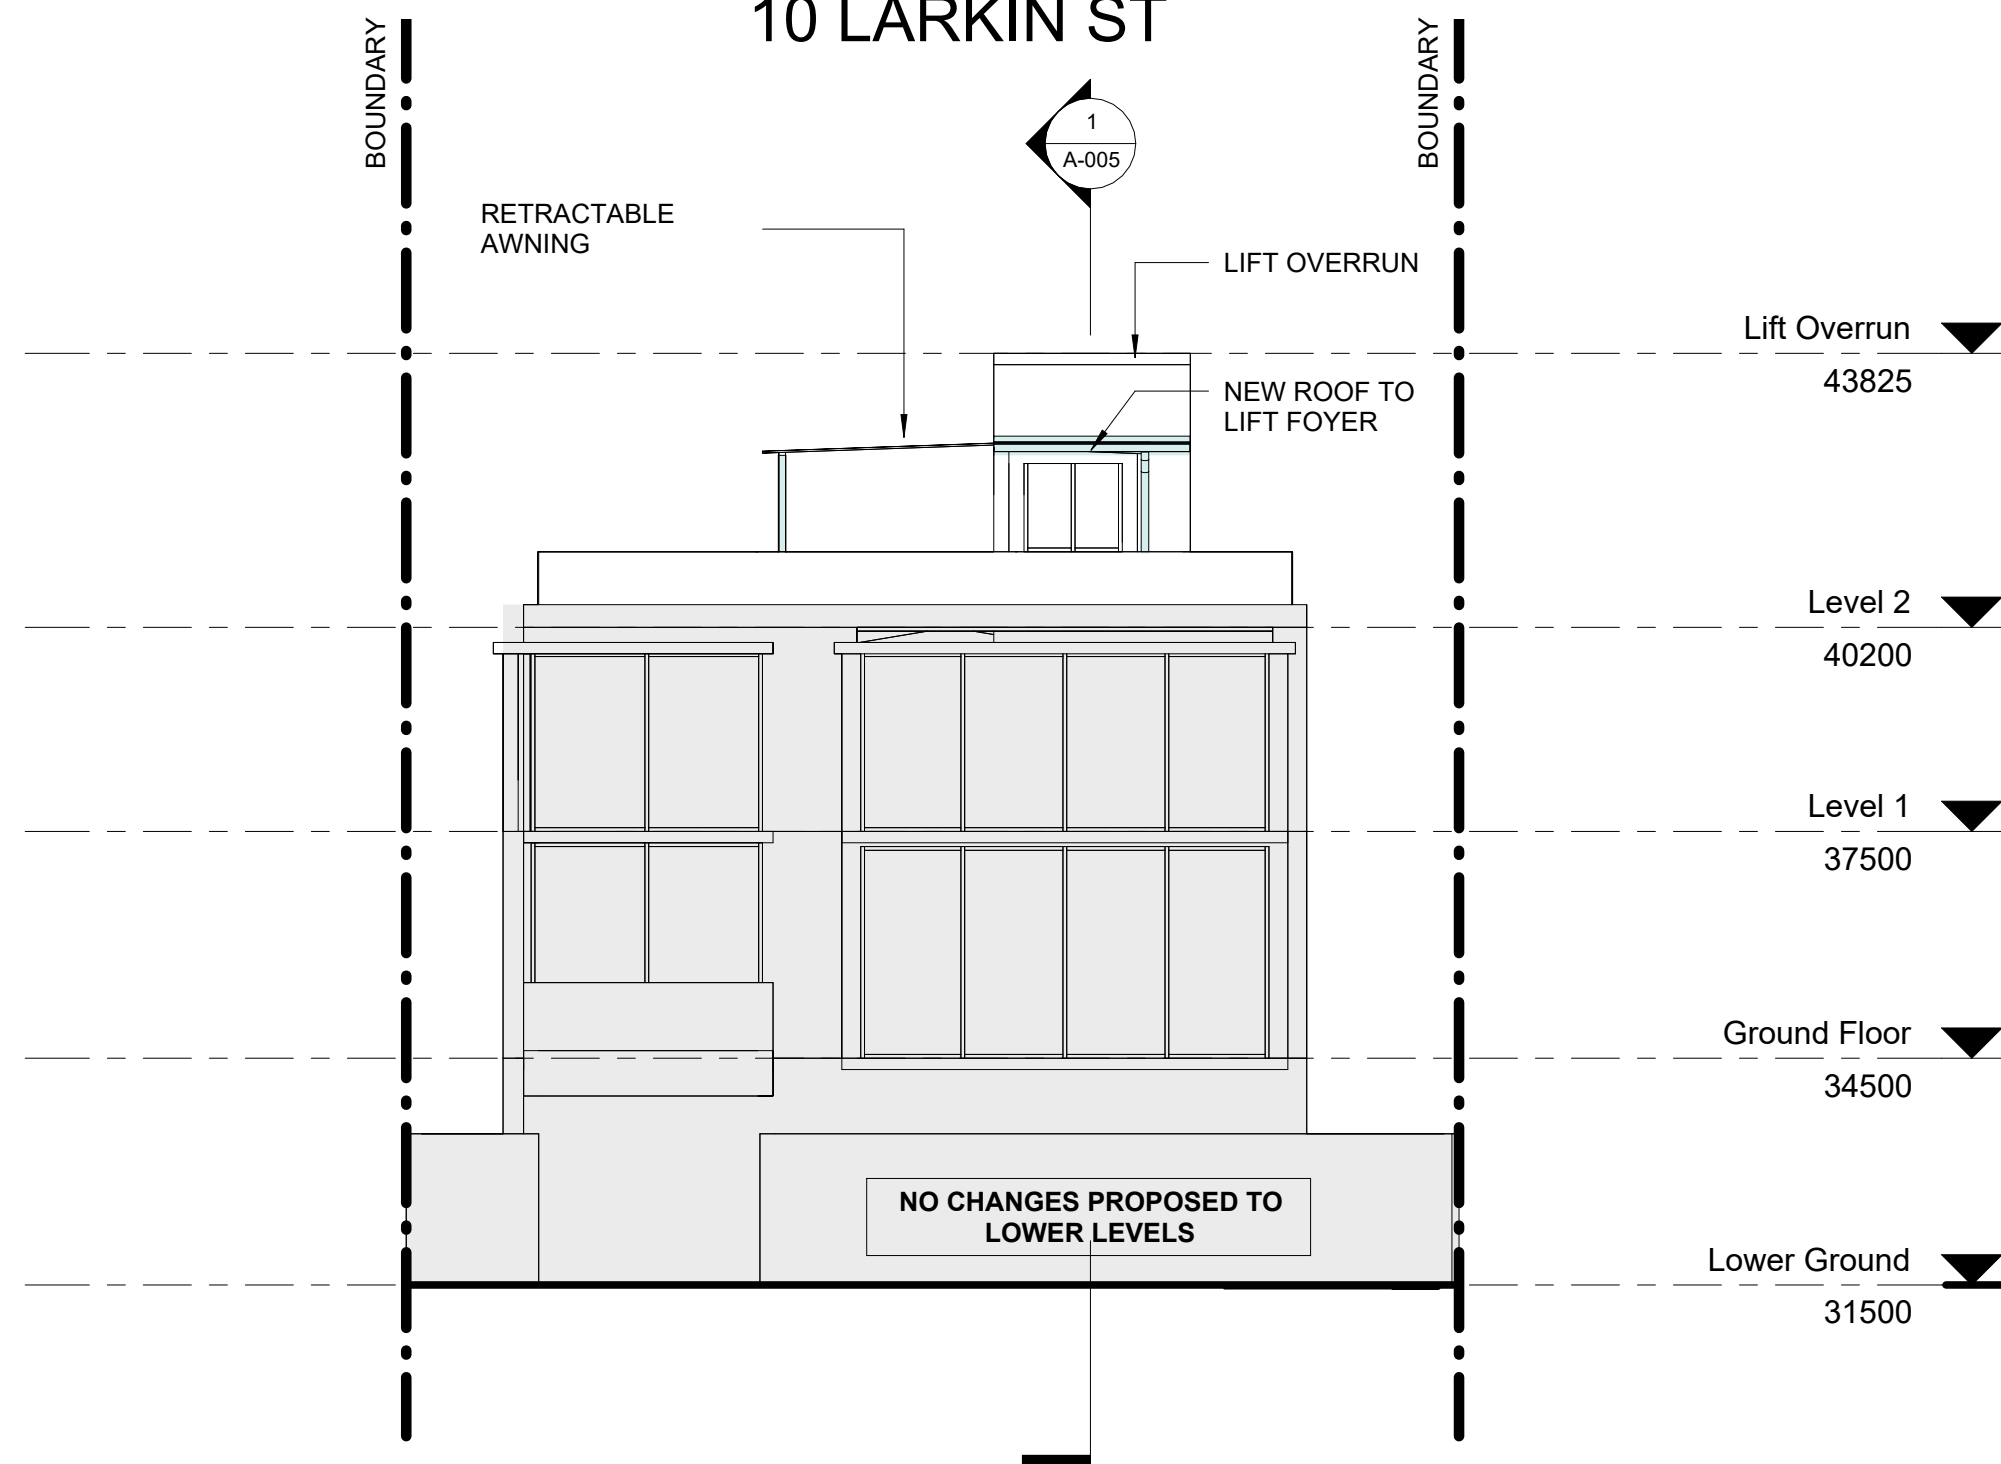 10 LARKIN ST
BOUNDARY
BOUNDARY
1
A-005
RETRACTABLE
AWNING
LIFT OVERRUN
Lift Overrun
43825
NEW ROOF TO
LIFT FOYER
Level 2
40200
Level 1
37500
Ground Floor
34500
NO CHANGES PROPOSED TO
LOWER LEVELS
Lower Ground
31500